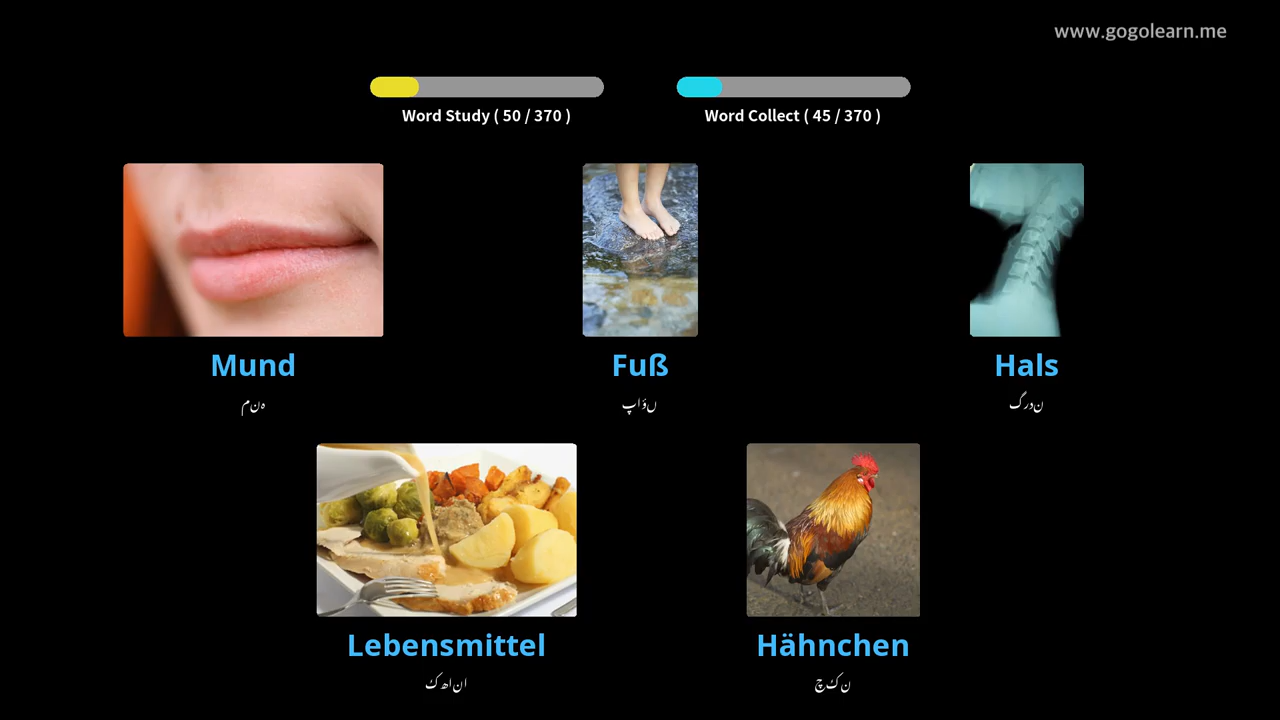 www.gogolearn.me
Word Study ( 50 / 370 )
Word Collect ( 45 / 370 )
Mund
منہ
Fuß
پاؤں
Hals
گردن
Lebensmittel
کھانا
Hähnchen
چکن